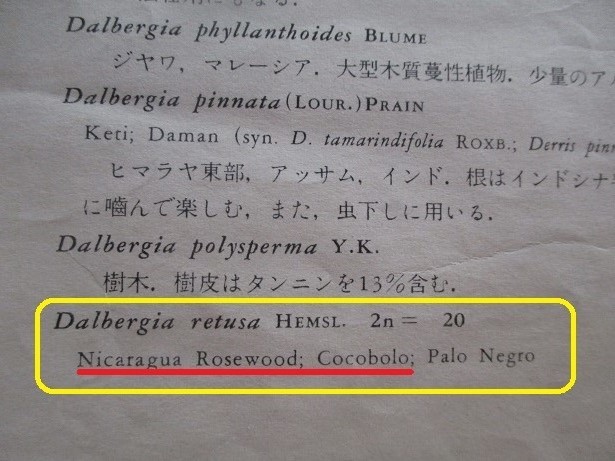 Dalbergia phyllanthoides BLUME
ジヤワ，マレーシア．大型木質蔓性植物．少量のアル
Dalbergia pinnata (LOUR.) PRAIN
Keti; Daman (syn. D. tamarindifolia ROXB.; Derris pinn
ヒマラヤ東部，アッサム，インド．根はインドシナ
に嚙んで楽しむ，また，虫下しに用いる．
Dalbergia polysperma Y.K.
樹木．樹皮はタンニンを13％含む．
Dalbergia retusa HEMSL. 2n = 20
Nicaragua Rosewood; Cocobolo; Palo Negro